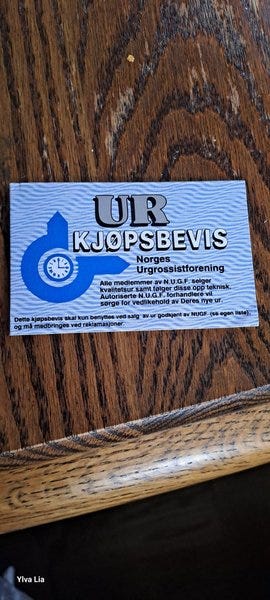 UR
KJØPSBEVIS
Norges
Urgrossistforening
Alle medlemmer av N.U.G.F. selger
kvalitetsur samt følger disse opp teknisk.
Autoriserte N.U.G.F. forhandlere vil
sørge for vedlikehold av Deres nye ur.
Dette kjøpsbevis skal kun benyttes ved salg av ur godkjent av NUGF. (se egen liste),
og må medbringes ved reklamasjoner.
Ylva Lia